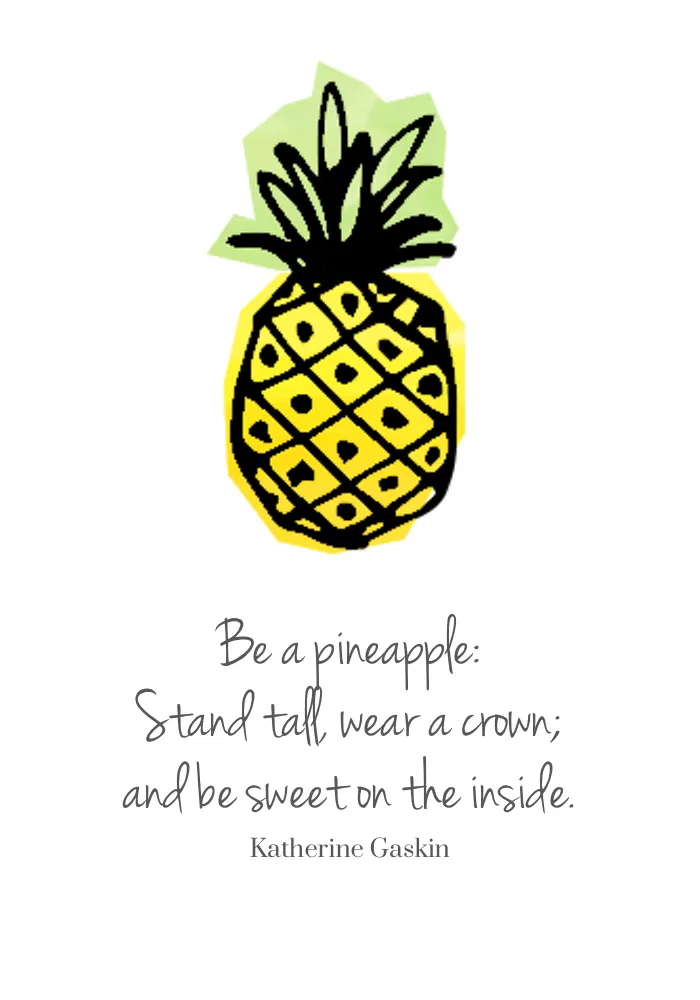 Be a pineapple:
Stand tall, wear a crown;
and be sweet on the inside.
Katherine Gaskin